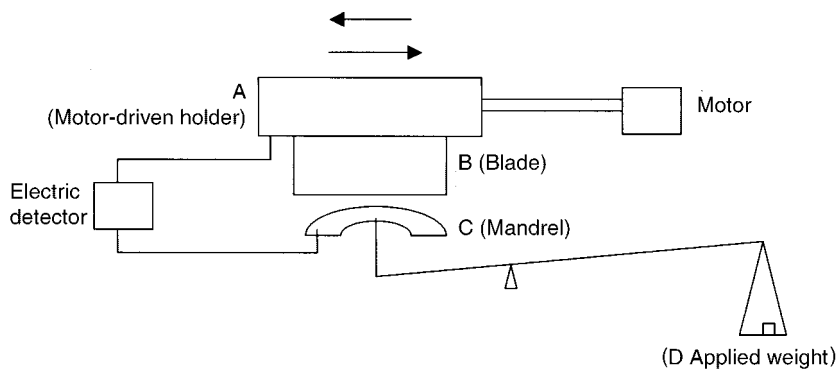 A
(Motor-driven holder)
Motor
B (Blade)
Electric
detector
C (Mandrel)
(D Applied weight)